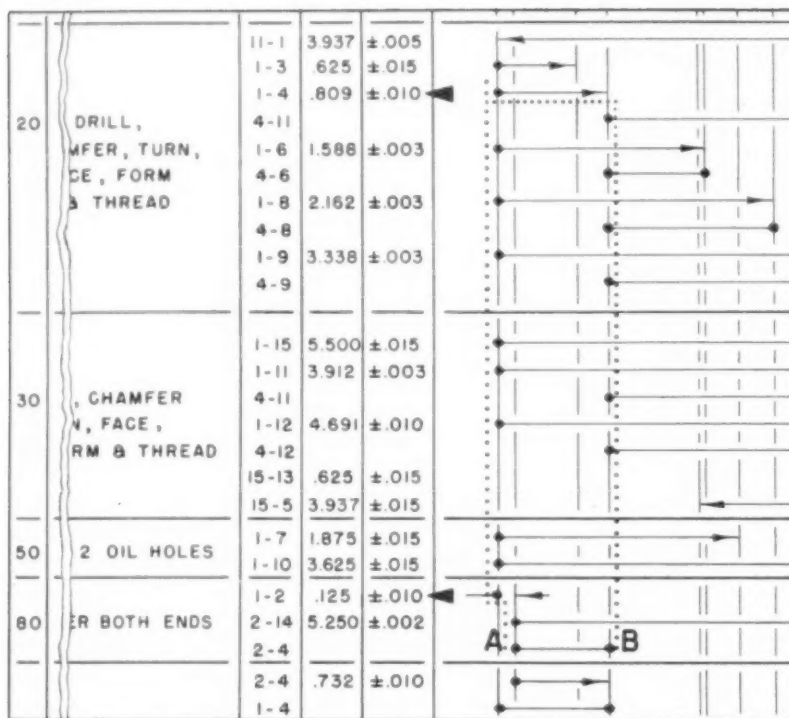 11-1 3.937 ±.005
1-3 .625 ±.015
1-4 .809 ±.010
20 DRILL, 4-11
MFER, TURN, 1-6 1.588 ±.003
CE, FORM 4-6
& THREAD 1-8 2.162 ±.003
4-8
1-9 3.338 ±.003
4-9
1-15 5.500 ±.015
1-11 3.912 ±.003
30 , CHAMFER 4-11
N, FACE, 1-12 4.691 ±.010
RM & THREAD 4-12
15-13 .625 ±.015
15-5 3.937 ±.015
50 2 OIL HOLES 1-7 1.875 ±.015
1-10 3.625 ±.015
1-2 .125 ±.010
80 ER BOTH ENDS 2-14 5.250 ±.002
2-4 A B
2-4 .732 ±.010
1-4